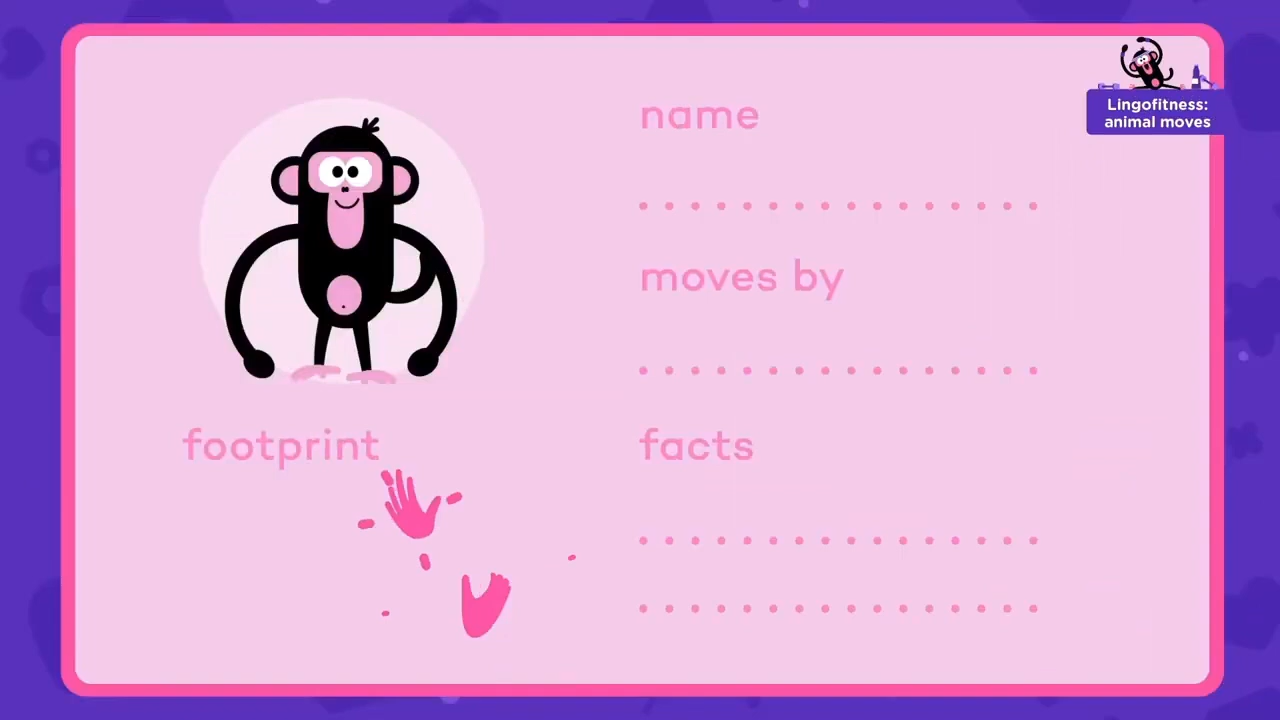 Lingofitness:
animal moves
name
moves by
footprint
facts